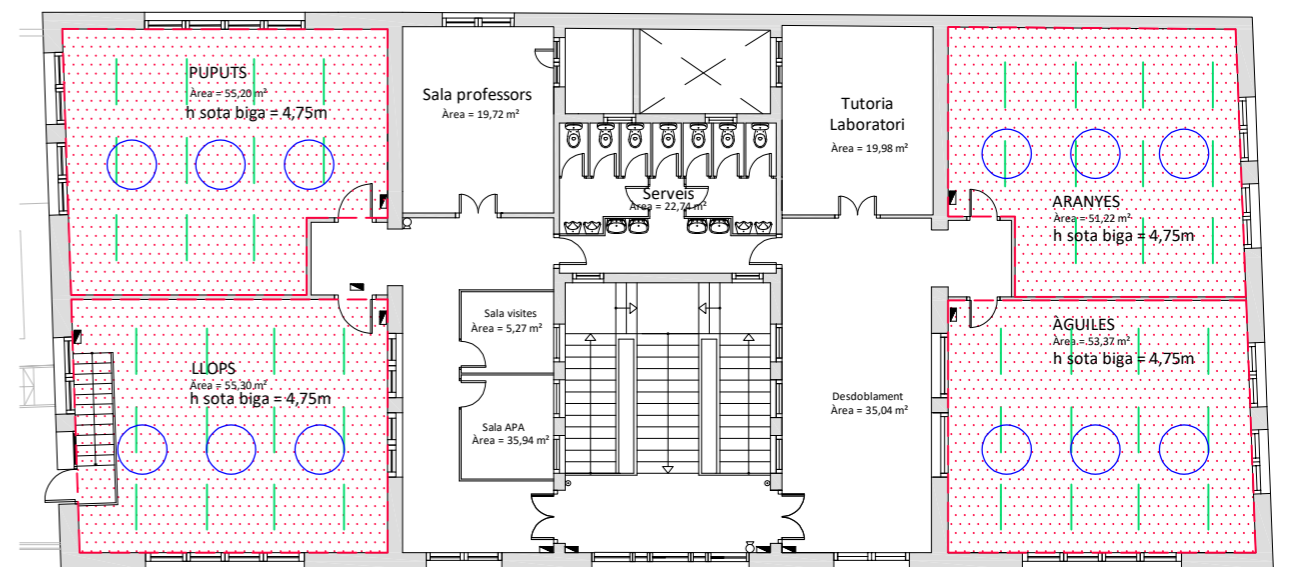 PUPUTS
Àrea = 55,20 m²
h sota biga = 4,75m
Sala professors
Àrea = 19,72 m²
Tutoria
Laboratori
Àrea = 19,98 m²
Serveis
Àrea = 22,74 m²
ARANYES
Àrea = 51,22 m²
h sota biga = 4,75m
Sala visites
Àrea = 5,27 m²
LLOPS
Àrea = 55,30 m²
h sota biga = 4,75m
AGUILES
Àrea = 53,37 m²
h sota biga = 4,75m
Desdoblament
Àrea = 35,04 m²
Sala APA
Àrea = 35,94 m²